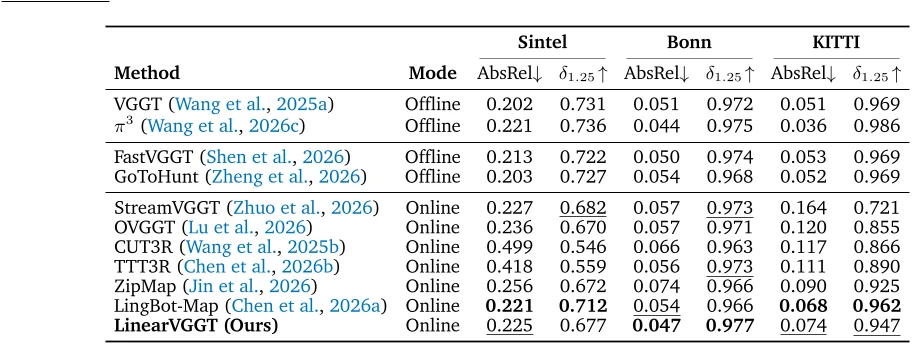 Sintel Bonn KITTI
Method Mode AbsRel↓ δ1.25↑ AbsRel↓ δ1.25↑ AbsRel↓ δ1.25↑
VGGT (Wang et al., 2025a) Offline 0.202 0.731 0.051 0.972 0.051 0.969
π³ (Wang et al., 2026c) Offline 0.221 0.736 0.044 0.975 0.036 0.986
FastVGGT (Shen et al., 2026) Offline 0.213 0.722 0.050 0.974 0.053 0.969
GoToHunt (Zheng et al., 2026) Offline 0.203 0.727 0.054 0.968 0.052 0.969
StreamVGGT (Zhuo et al., 2026) Online 0.227 0.682 0.057 0.973 0.164 0.721
OVGGT (Lu et al., 2026) Online 0.236 0.670 0.057 0.971 0.120 0.855
CUT3R (Wang et al., 2025b) Online 0.499 0.546 0.066 0.963 0.117 0.866
TTT3R (Chen et al., 2026b) Online 0.418 0.559 0.056 0.973 0.111 0.890
ZipMap (Jin et al., 2026) Online 0.256 0.672 0.074 0.966 0.090 0.925
LingBot-Map (Chen et al., 2026a) Online 0.221 0.712 0.054 0.966 0.068 0.962
LinearVGGT (Ours) Online 0.225 0.677 0.047 0.977 0.074 0.947